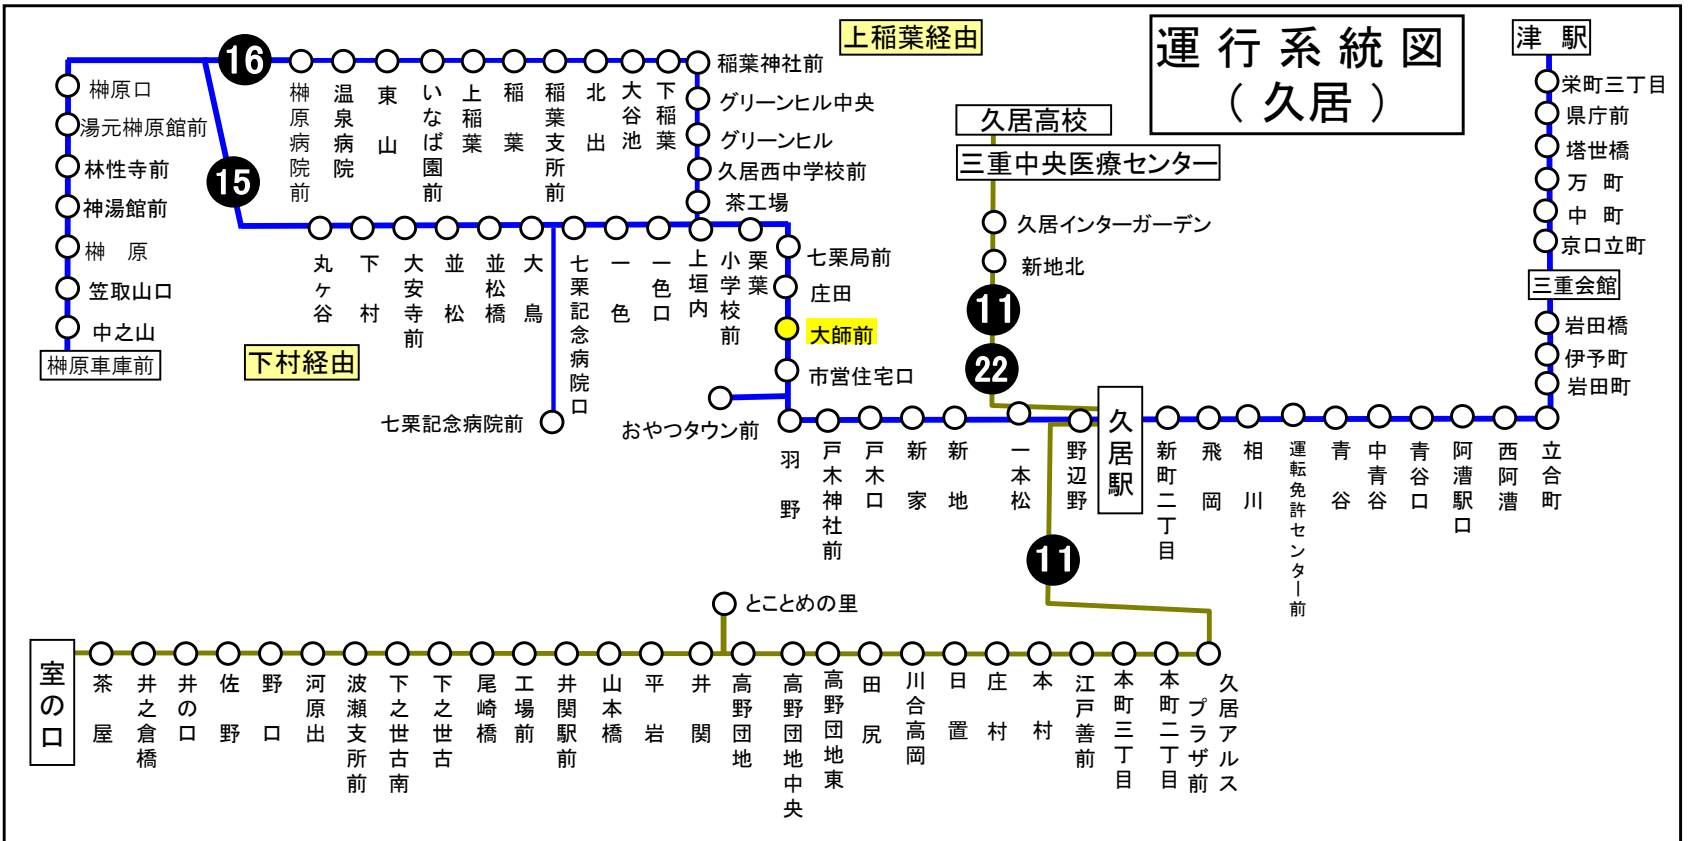 運行系統図
（久居）
津駅
上稲葉経由
16
榊原口
湯元榊原館前
林性寺前
神湯館前
榊原
笠取山口
中之山
榊原車庫前
榊原病院前
温泉病院
東山
いなば園前
上稲葉
稲葉
稲葉支所前
北出
大谷池
下稲葉
稲葉神社前
グリーンヒル中央
グリーンヒル
久居西中学校前
茶工場
15
下村経由
丸ヶ谷
下村
大安寺前
並松
並松橋
大鳥
七栗記念病院口
一色
一色口
上垣内
栗葉
小学校前
七栗記念病院前
七栗局前
庄田
大師前
市営住宅口
おやつタウン前
久居高校
三重中央医療センター
久居インターガーデン
新地北
11
22
栄町三丁目
県庁前
塔世橋
万町
中町
京口立町
三重会館
岩田橋
伊予町
岩田町
羽野
戸木神社前
戸木口
新家
新地
一本松
野辺野
久居駅
新町二丁目
飛岡
相川
運転免許センター前
青谷
中青谷
青谷口
阿漕駅口
西阿漕
立合町
11
とことめの里
室の口
茶屋
井之倉橋
井の口
佐野
野口
河原出
波瀬支所前
下之世古南
下之世古
尾崎橋
工場前
井関駅前
山本橋
平岩
井関
高野団地
高野団地中央
高野団地東
田尻
川合高岡
日置
庄村
本村
江戸善前
本町三丁目
本町二丁目
久居アルス
プラザ前